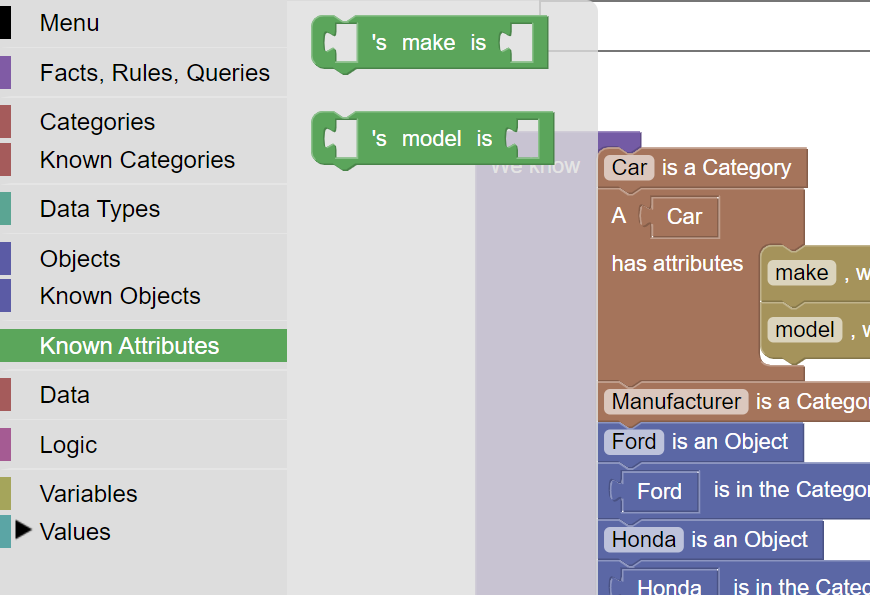 Menu
Facts, Rules, Queries
Categories
Known Categories
Data Types
Objects
Known Objects
Known Attributes
Data
Logic
Variables
Values
's make is
's model is
We know
Car is a Category
A Car
has attributes
make , w
model , w
Manufacturer is a Categor
Ford is an Object
Ford is in the Categor
Honda is an Object
Honda is in the Categ